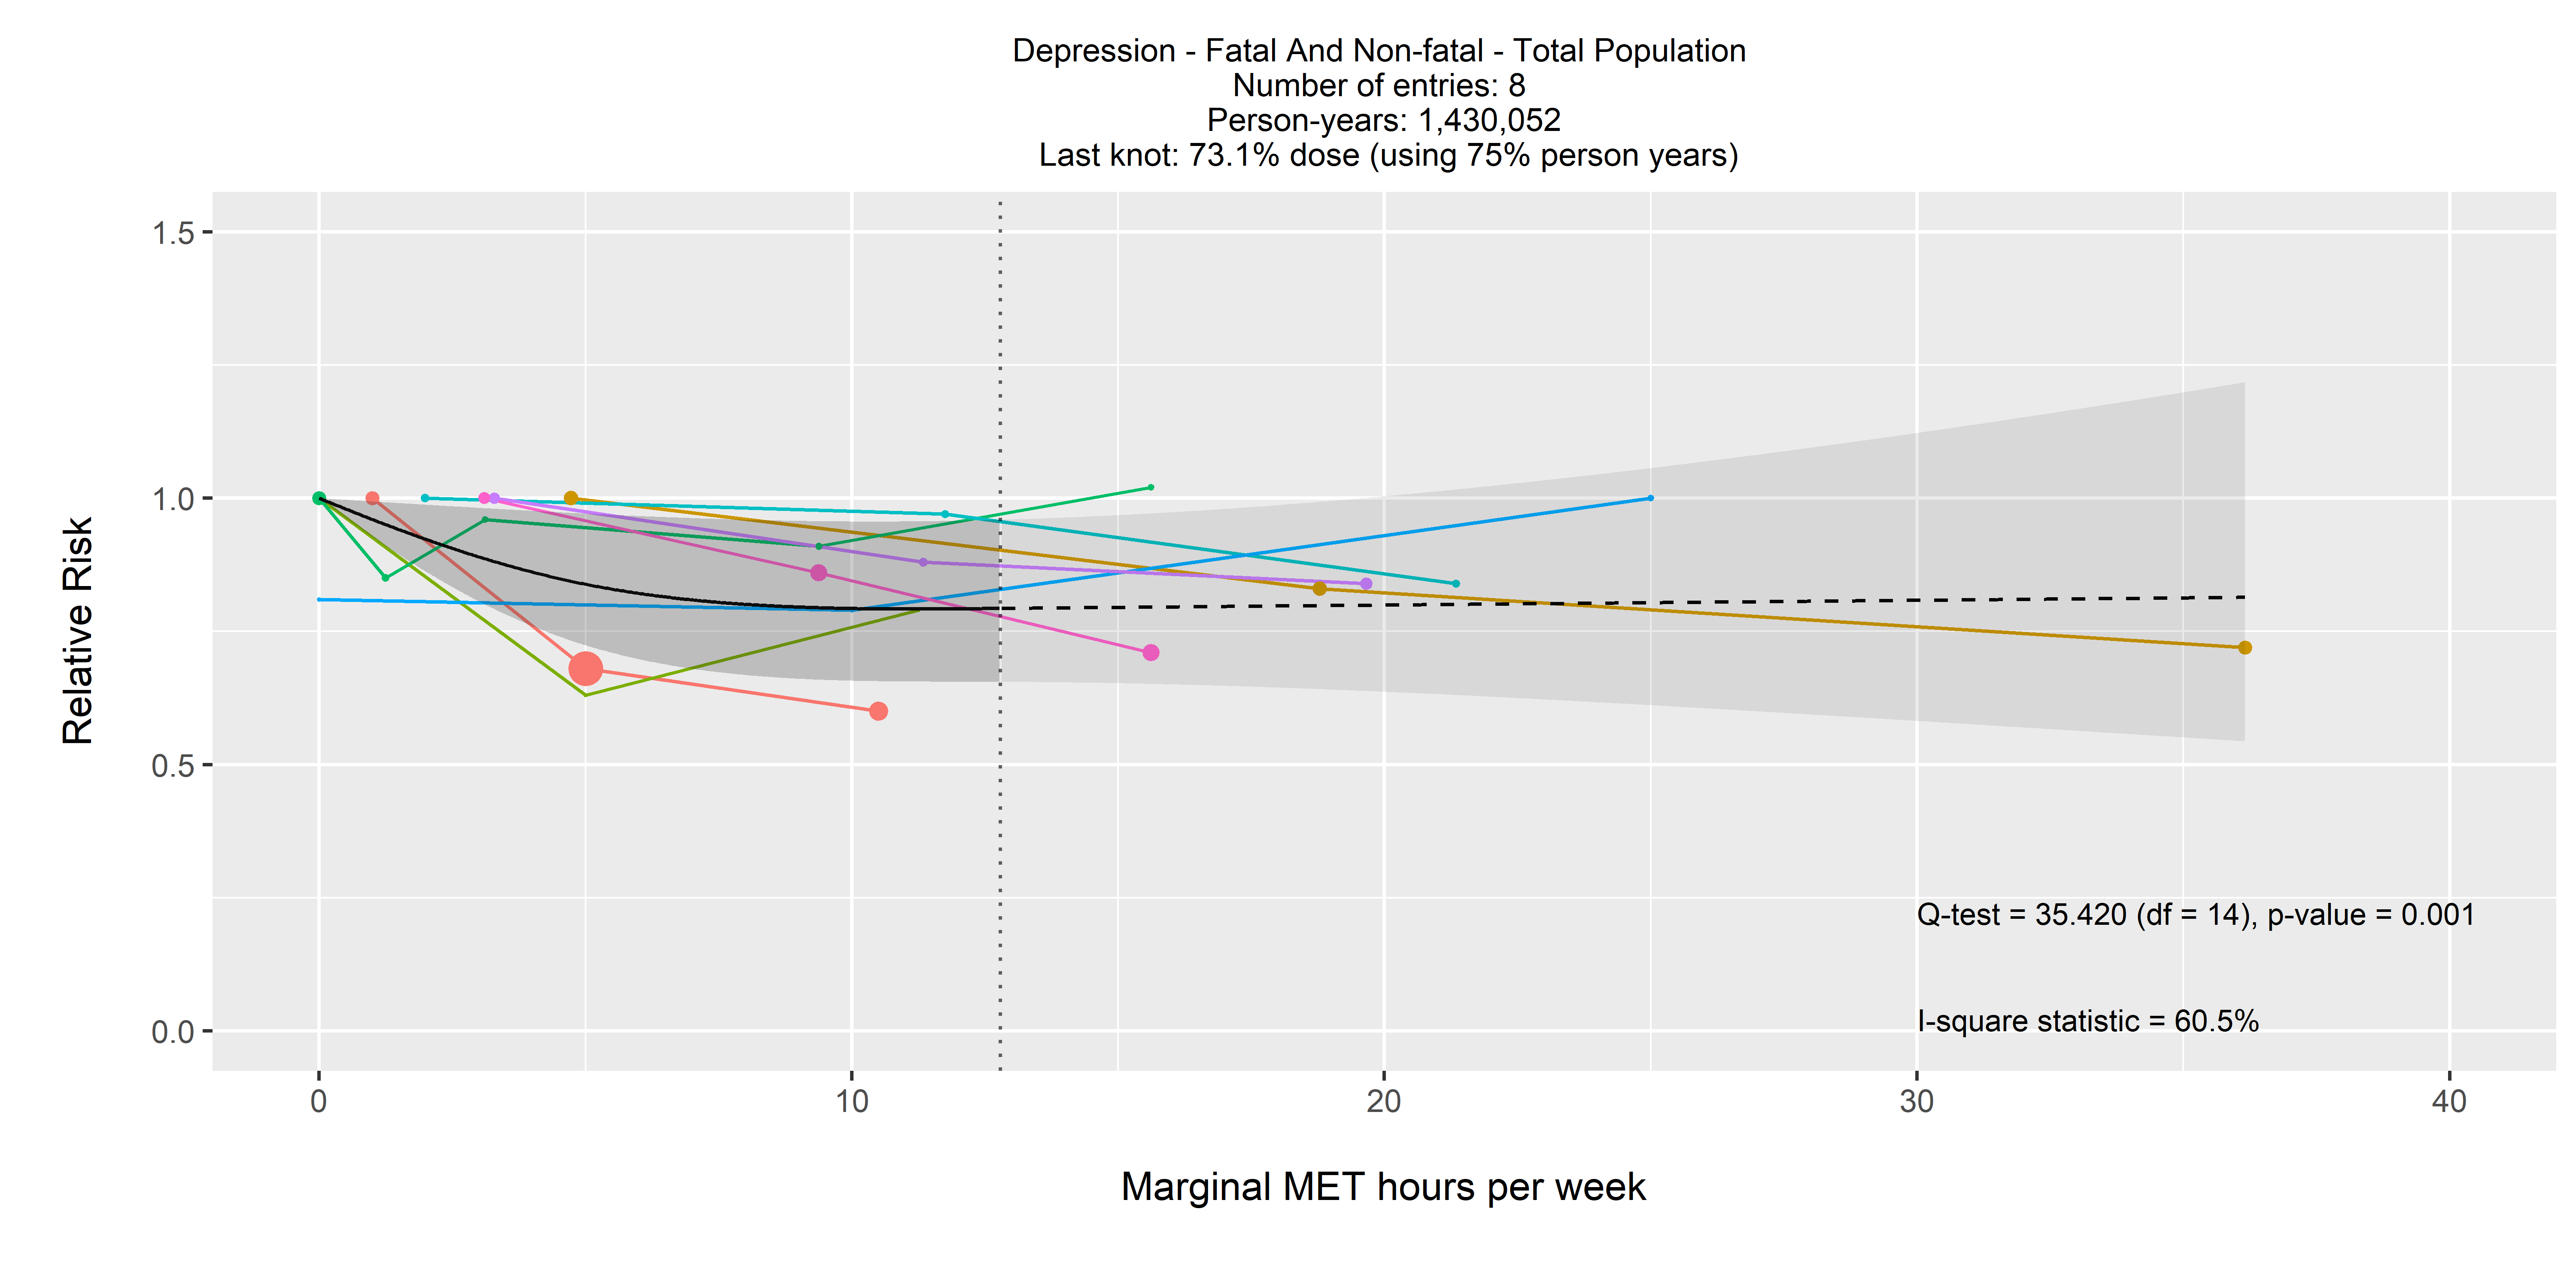 Depression - Fatal And Non-fatal - Total Population
Number of entries: 8
Person-years: 1,430,052
Last knot: 73.1% dose (using 75% person years)
1.5
1.0
0.5
0.0
Relative Risk
Q-test = 35.420 (df = 14), p-value = 0.001
I-square statistic = 60.5%
0 10 20 30 40
Marginal MET hours per week